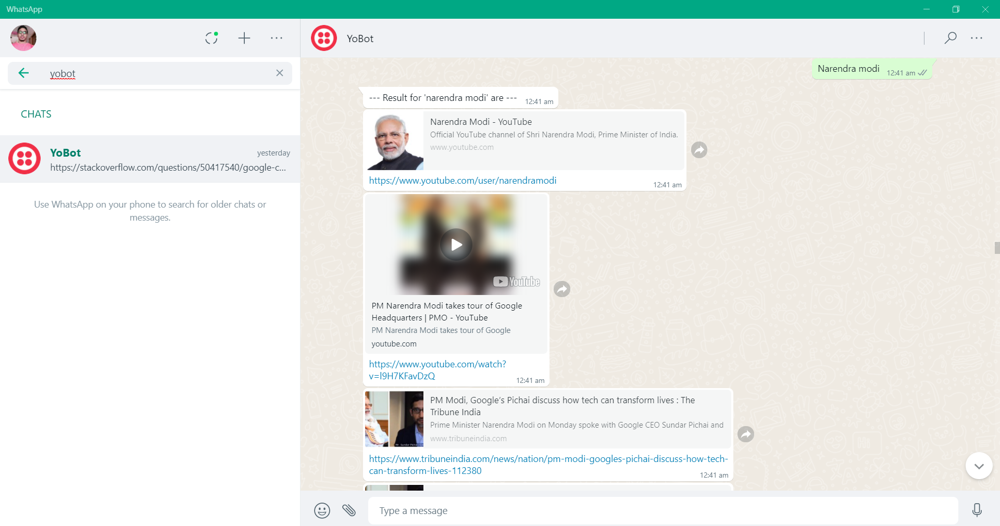 WhatsApp
yobot
CHATS
YoBot
yesterday
https://stackoverflow.com/questions/50417540/google-c...
Use WhatsApp on your phone to search for older chats or
messages.
YoBot
Narendra modi
12:41 am
--- Result for 'narendra modi' are ---
12:41 am
Narendra Modi - YouTube
Official YouTube channel of Shri Narendra Modi, Prime Minister of India.
www.youtube.com
https://www.youtube.com/user/narendramodi
12:41 am
YouTube
PM Narendra Modi takes tour of Google
Headquarters | PMO - YouTube
PM Narendra Modi takes tour of Google
youtube.com
https://www.youtube.com/watch?
v=l9H7KFavDzQ
12:41 am
PM Modi, Google’s Pichai discuss how tech can transform lives : The
Tribune India
Prime Minister Narendra Modi on Monday spoke with Google CEO Sundar Pichai and
www.tribuneindia.com
https://www.tribuneindia.com/news/nation/pm-modi-googles-pichai-discuss-how-tech-
can-transform-lives-112380
12:41 am
Type a message